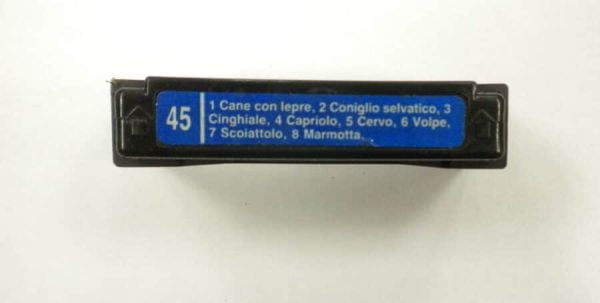 45
1 Cane con lepre, 2 Coniglio selvatico, 3
Cinghiale, 4 Capriolo, 5 Cervo, 6 Volpe,
7 Scoiattolo, 8 Marmotta.